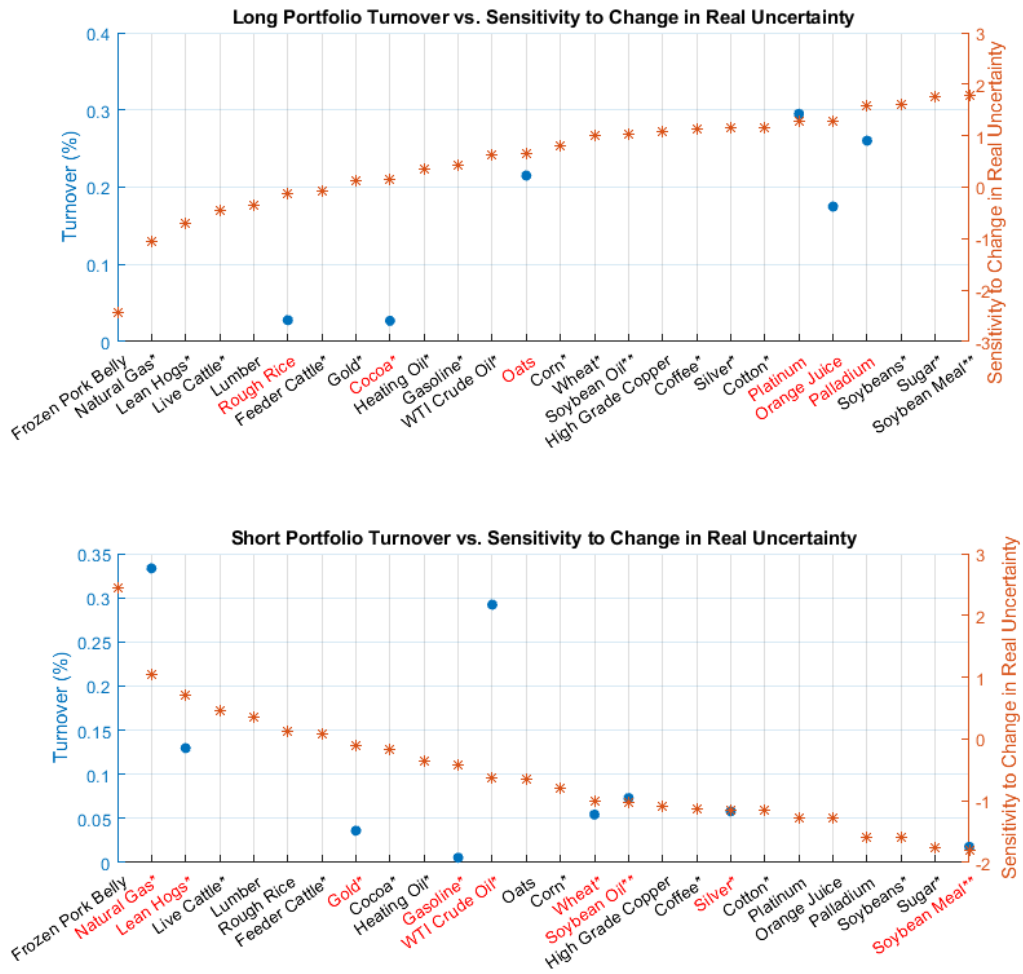 Long Portfolio Turnover vs. Sensitivity to Change in Real Uncertainty
Turnover (%)
0.4
0.3
0.2
0.1
0
3
2
1
0
-1
-2
-3
Sensitivity to Change in Real Uncertainty
Frozen Pork Belly
Natural Gas*
Lean Hogs*
Live Cattle*
Lumber
Rough Rice
Feeder Cattle*
Gold*
Cocoa*
Heating Oil*
Gasoline*
WTI Crude Oil*
Oats
Corn*
Wheat*
Soybean Oil**
High Grade Copper
Coffee*
Silver*
Cotton*
Platinum
Orange Juice
Palladium
Soybeans*
Sugar*
Soybean Meal**
Short Portfolio Turnover vs. Sensitivity to Change in Real Uncertainty
Turnover (%)
0.35
0.3
0.25
0.2
0.15
0.1
0.05
0
3
2
1
0
-1
-2
Sensitivity to Change in Real Uncertainty
Frozen Pork Belly
Natural Gas*
Lean Hogs*
Live Cattle*
Lumber
Rough Rice
Feeder Cattle*
Gold*
Cocoa*
Heating Oil*
Gasoline*
WTI Crude Oil*
Oats
Corn*
Wheat*
Soybean Oil**
High Grade Copper
Coffee*
Silver*
Cotton*
Platinum
Orange Juice
Palladium
Soybeans*
Sugar*
Soybean Meal**